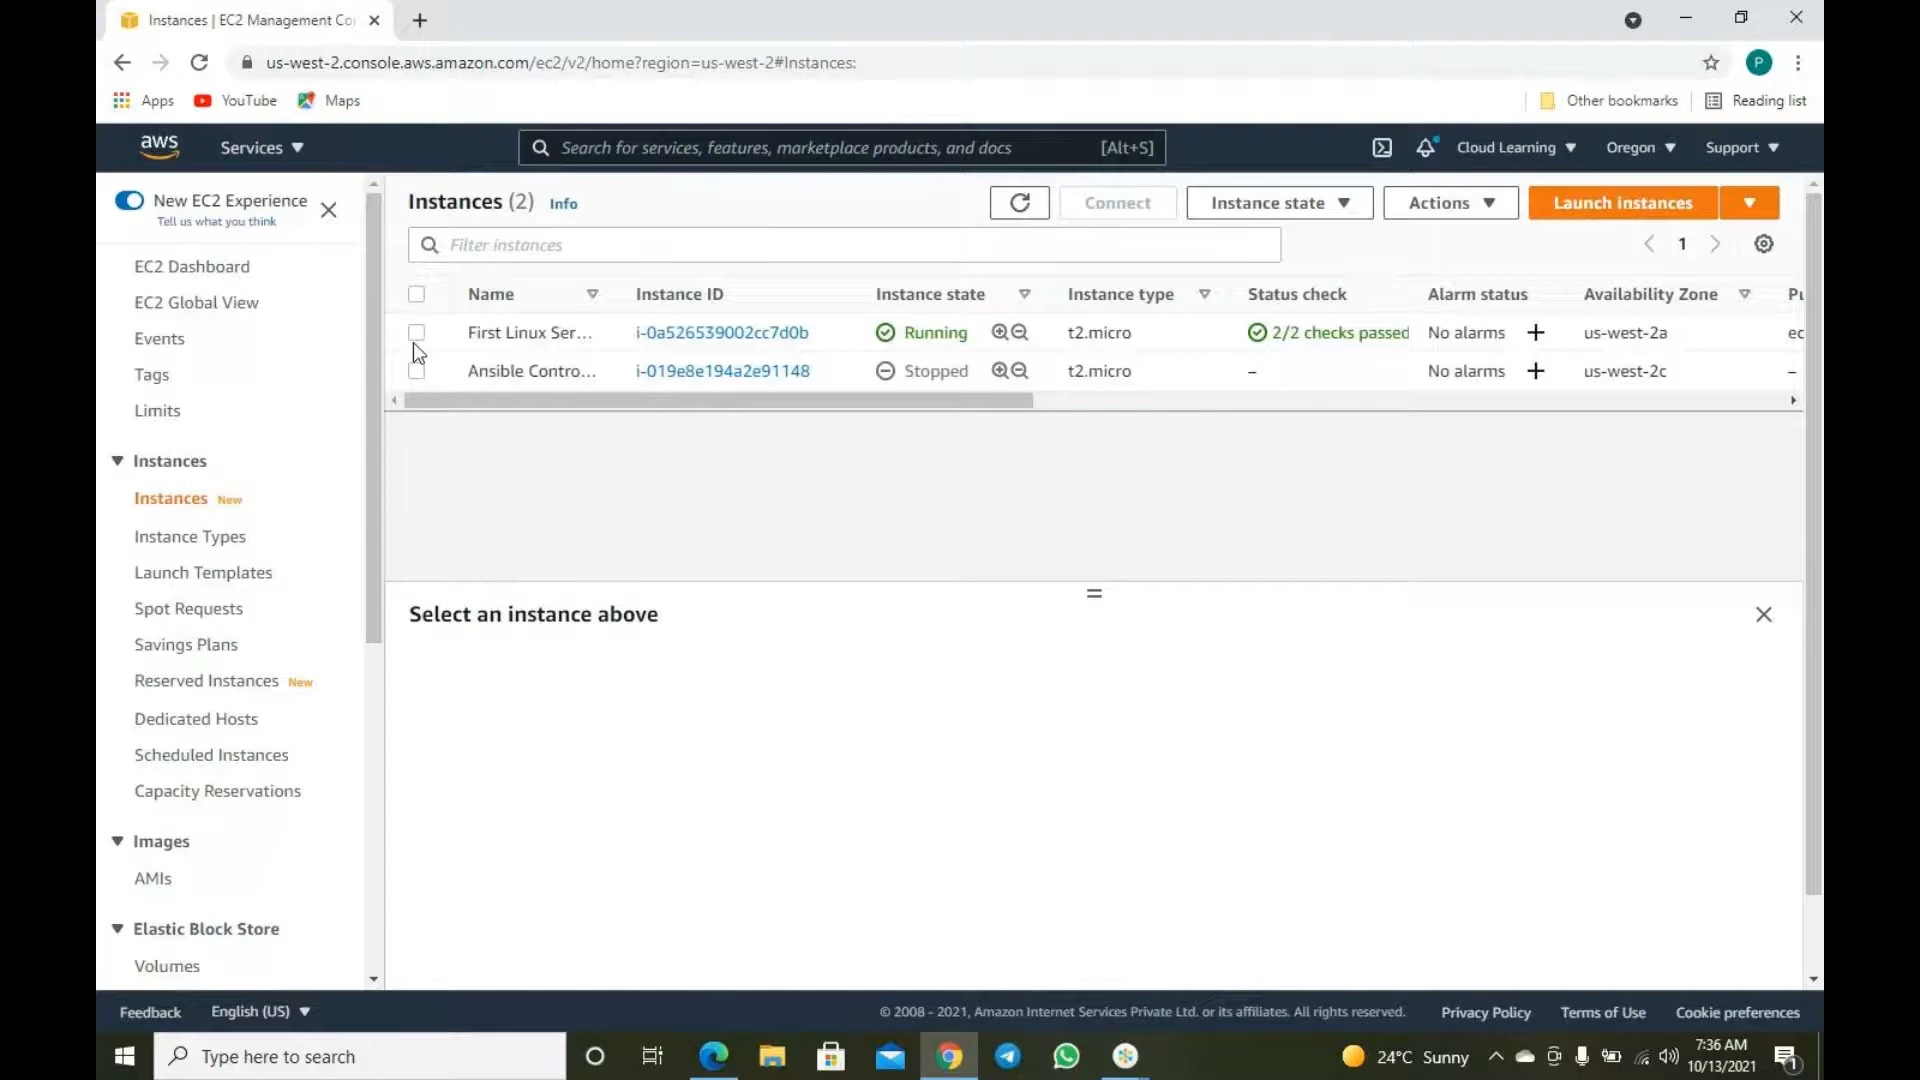 Instances | EC2 Management Co
us-west-2.console.aws.amazon.com/ec2/v2/home?region=us-west-2#Instances:
P
Apps YouTube Maps Other bookmarks Reading list
aws Services Search for services, features, marketplace products, and docs [Alt+S] Cloud Learning Oregon Support
New EC2 Experience
Tell us what you think
EC2 Dashboard
EC2 Global View
Events
Tags
Limits
Instances
Instances New
Instance Types
Launch Templates
Spot Requests
Savings Plans
Reserved Instances New
Dedicated Hosts
Scheduled Instances
Capacity Reservations
Images
AMIs
Elastic Block Store
Volumes
Instances (2) Info Connect Instance state Actions Launch instances
Filter instances 1
Name Instance ID Instance state Instance type Status check Alarm status Availability Zone Pu
First Linux Ser... i-0a526539002cc7d0b Running t2.micro 2/2 checks passed No alarms + us-west-2a ec
Ansible Contro... i-019e8e194a2e91148 Stopped t2.micro – No alarms + us-west-2c –
Select an instance above
Feedback English (US) © 2008 - 2021, Amazon Internet Services Private Ltd. or its affiliates. All rights reserved. Privacy Policy Terms of Use Cookie preferences
Type here to search 24°C Sunny 7:36 AM
10/13/2021 1